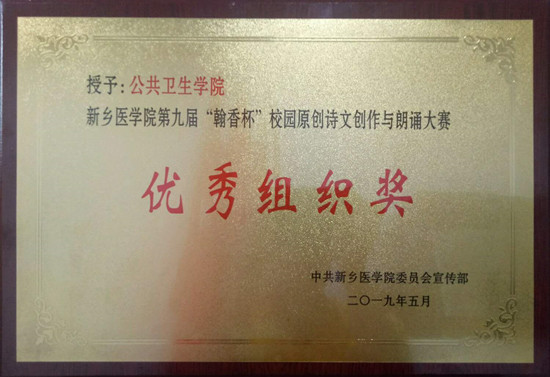 授予：公共卫生学院
新乡医学院第九届“翰香杯”校园原创诗文创作与朗诵大赛
优秀组织奖
中共新乡医学院委员会宣传部
二〇一九年五月